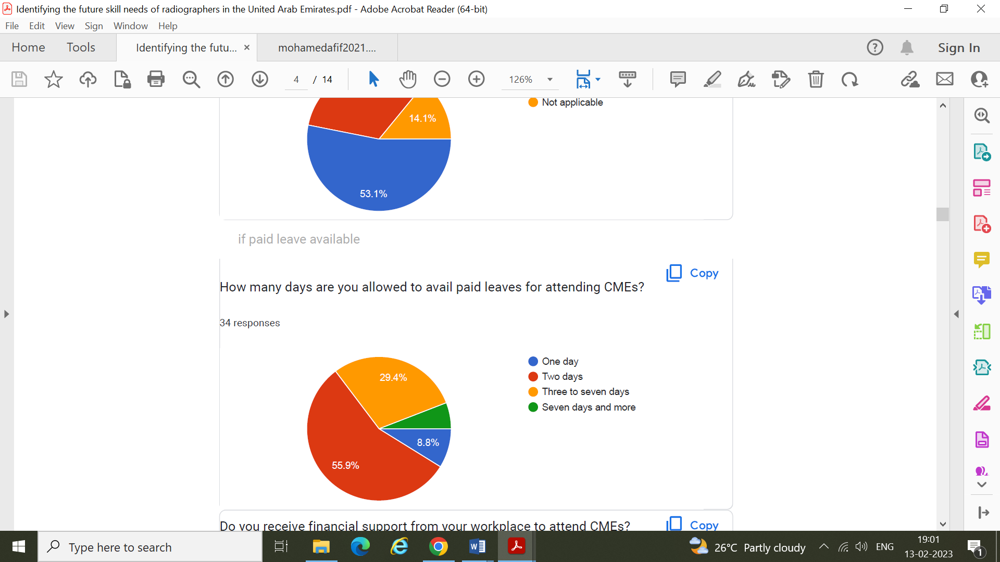 Identifying the future skill needs of radiographers in the United Arab Emirates.pdf - Adobe Acrobat Reader (64-bit)
File Edit View Sign Window Help
Home Tools Identifying the futu... × mohamedafif2021.... Sign In
4 / 14 126%
Not applicable
14.1%
53.1%
if paid leave available
Copy
How many days are you allowed to avail paid leaves for attending CMEs?
34 responses
One day
Two days
Three to seven days
Seven days and more
29.4%
8.8%
55.9%
Do you receive financial support from your workplace to attend CMEs?
Copy
Type here to search
26°C Partly cloudy
ENG
19:01
13-02-2023
1